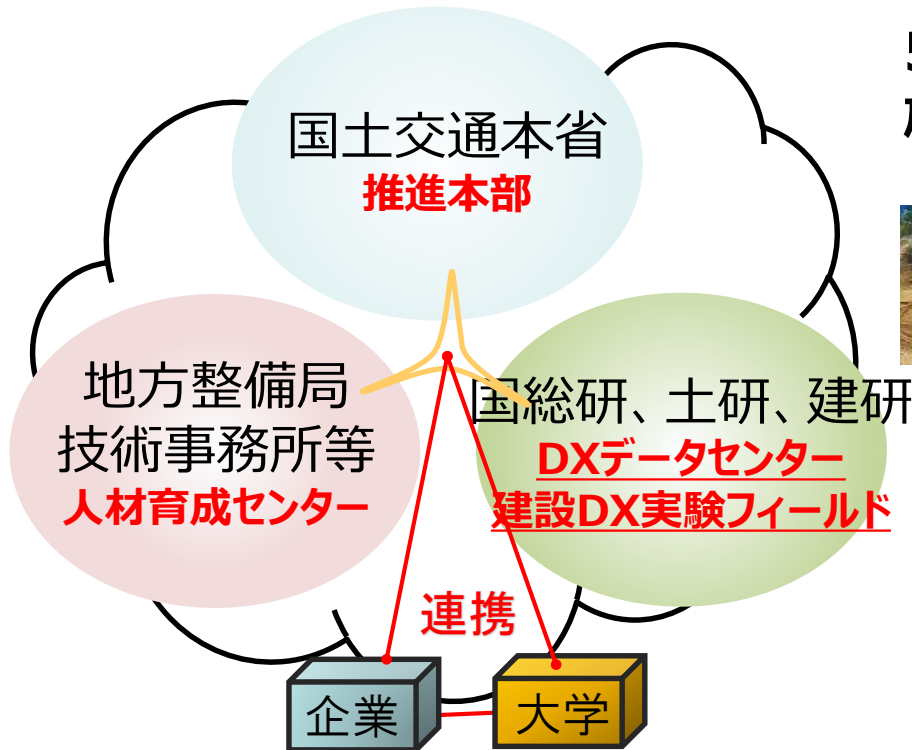 国土交通本省
推進本部
地方整備局
技術事務所等
人材育成センター
国総研、土研、建研
DXデータセンター
建設DX実験フィールド
連携
企業
大学